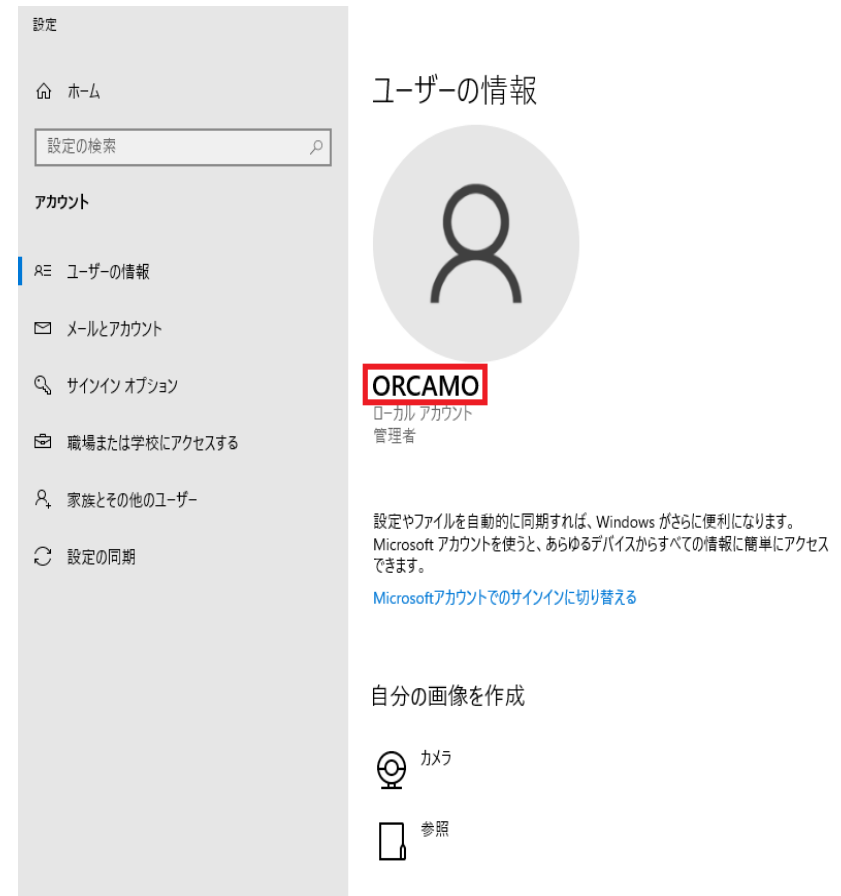 設定
ホーム
設定の検索
アカウント
ユーザーの情報
メールとアカウント
サインイン オプション
職場または学校にアクセスする
家族とその他のユーザー
設定の同期
ユーザーの情報
ORCAMO
ローカル アカウント
管理者
設定やファイルを自動的に同期すれば、Windows がさらに便利になります。
Microsoft アカウントを使うと、あらゆるデバイスからすべての情報に簡単にアクセス
できます。
Microsoftアカウントでのサインインに切り替える
自分の画像を作成
カメラ
参照